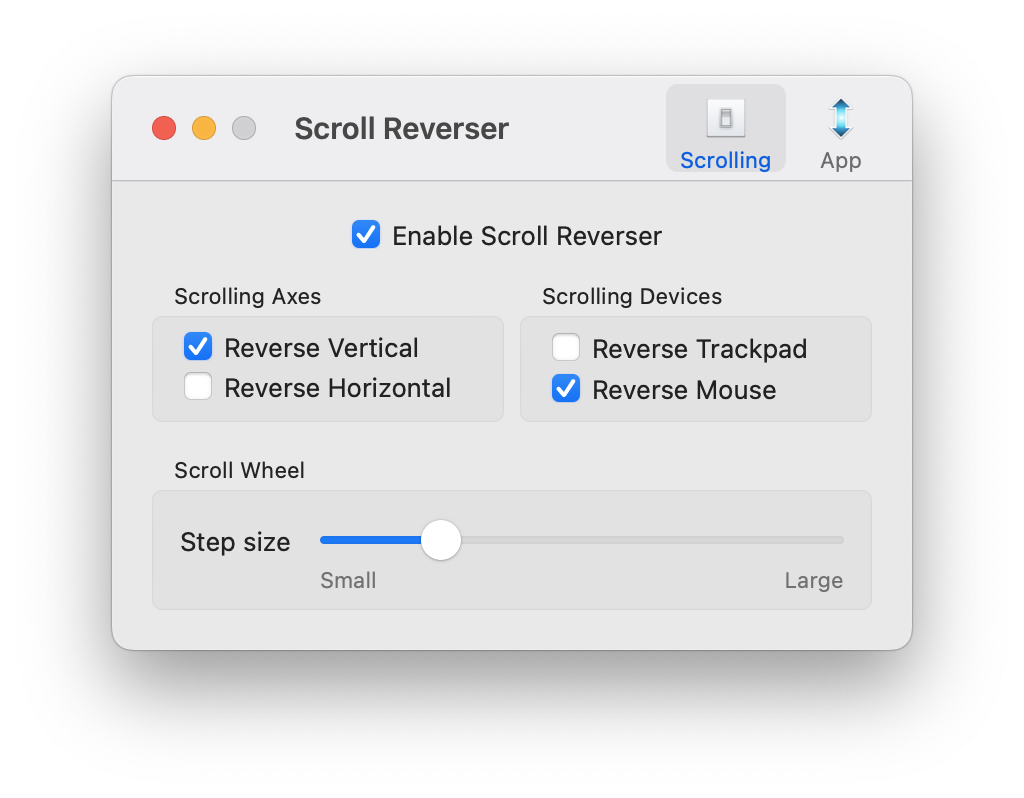 Scroll Reverser
Scrolling
App
Enable Scroll Reverser
Scrolling Axes
Reverse Vertical
Reverse Horizontal
Scrolling Devices
Reverse Trackpad
Reverse Mouse
Scroll Wheel
Step size
Small
Large